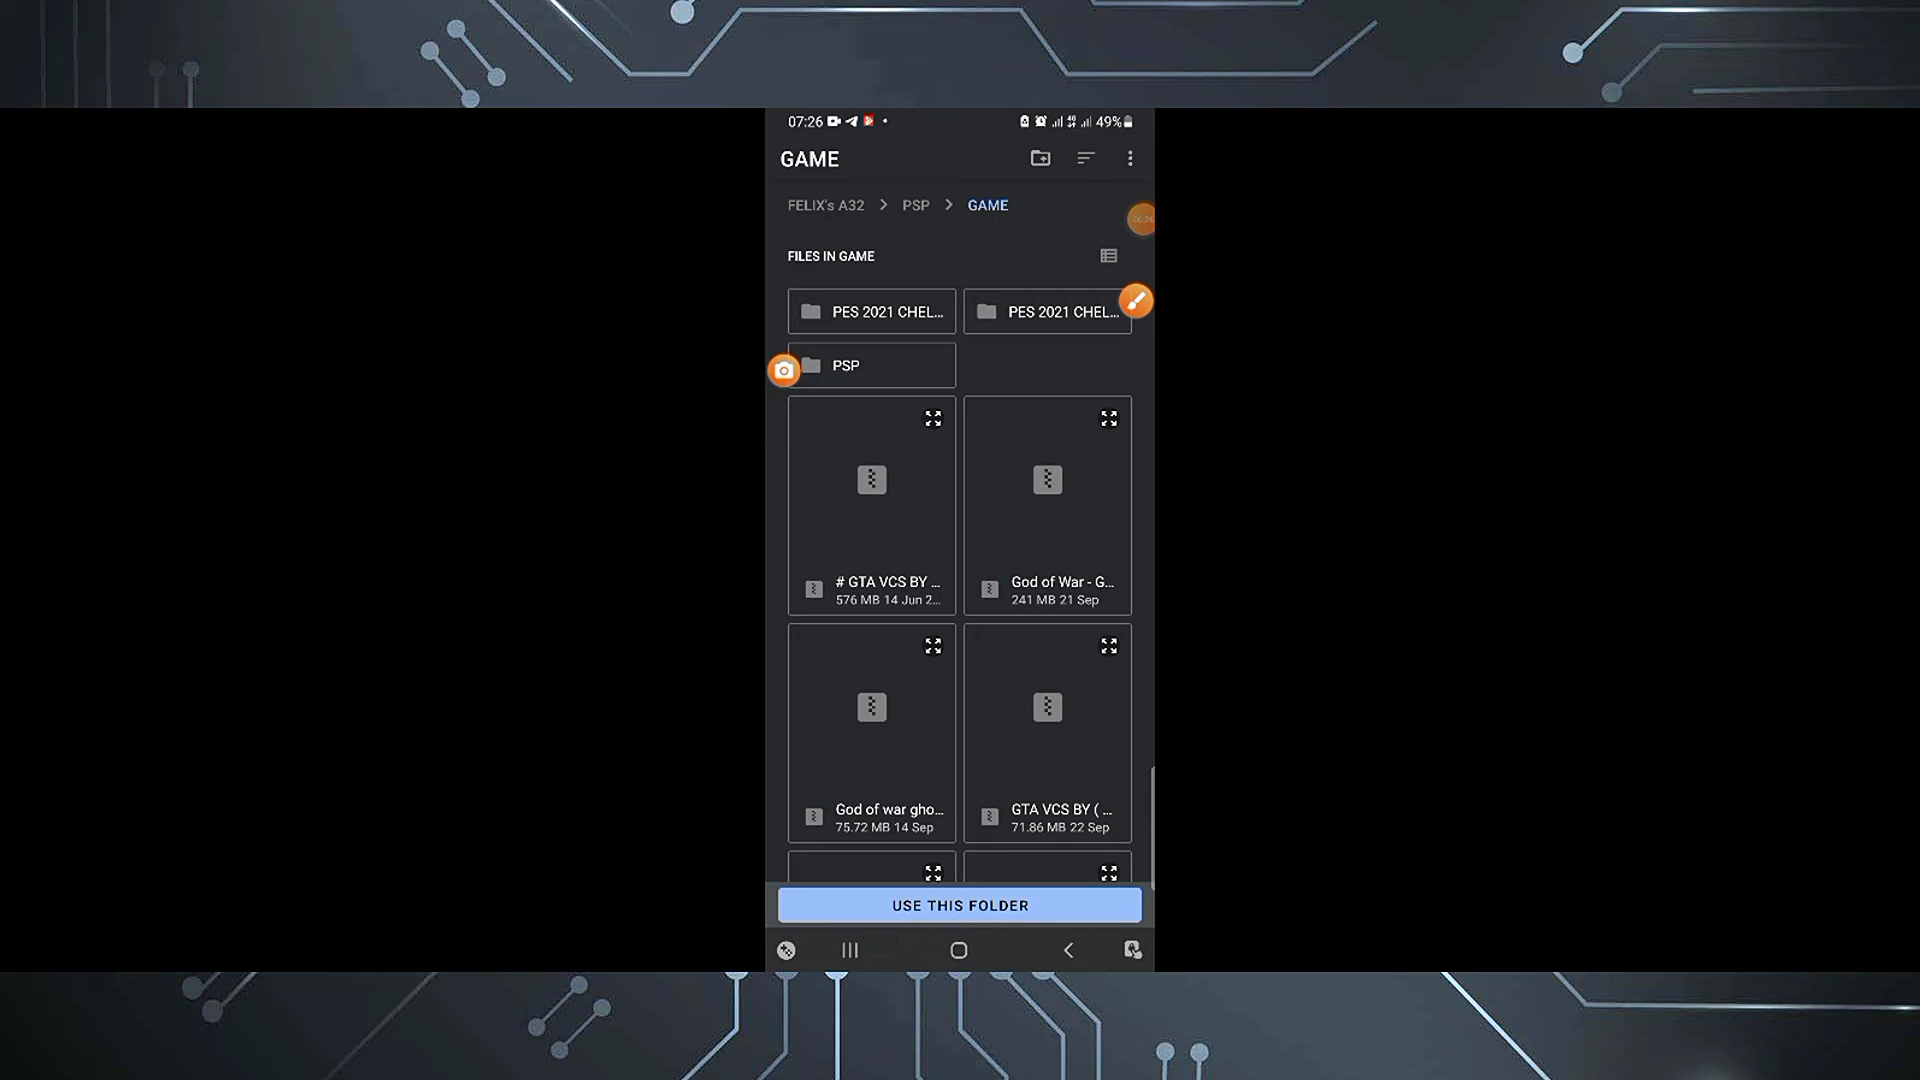 07:26 49%
GAME
FELIX's A32 > PSP > GAME
FILES IN GAME
PES 2021 CHEL... PES 2021 CHEL...
PSP
# GTA VCS BY ... God of War - G...
576 MB 14 Jun 2... 241 MB 21 Sep
God of war gho... GTA VCS BY ( ...
75.72 MB 14 Sep 71.86 MB 22 Sep
USE THIS FOLDER